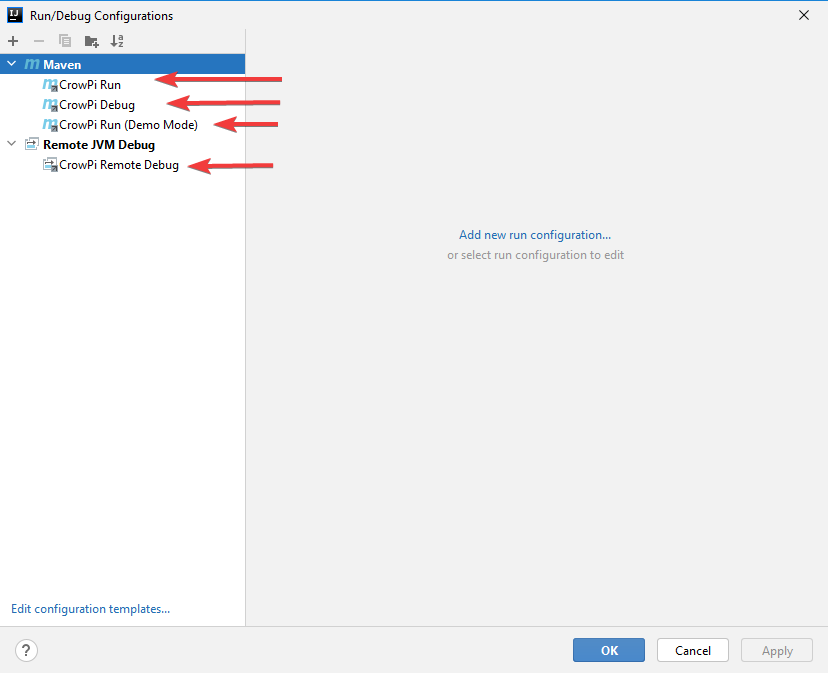 Run/Debug Configurations
Maven
CrowPi Run
CrowPi Debug
CrowPi Run (Demo Mode)
Remote JVM Debug
CrowPi Remote Debug
Add new run configuration...
or select run configuration to edit
Edit configuration templates...
?
OK
Cancel
Apply